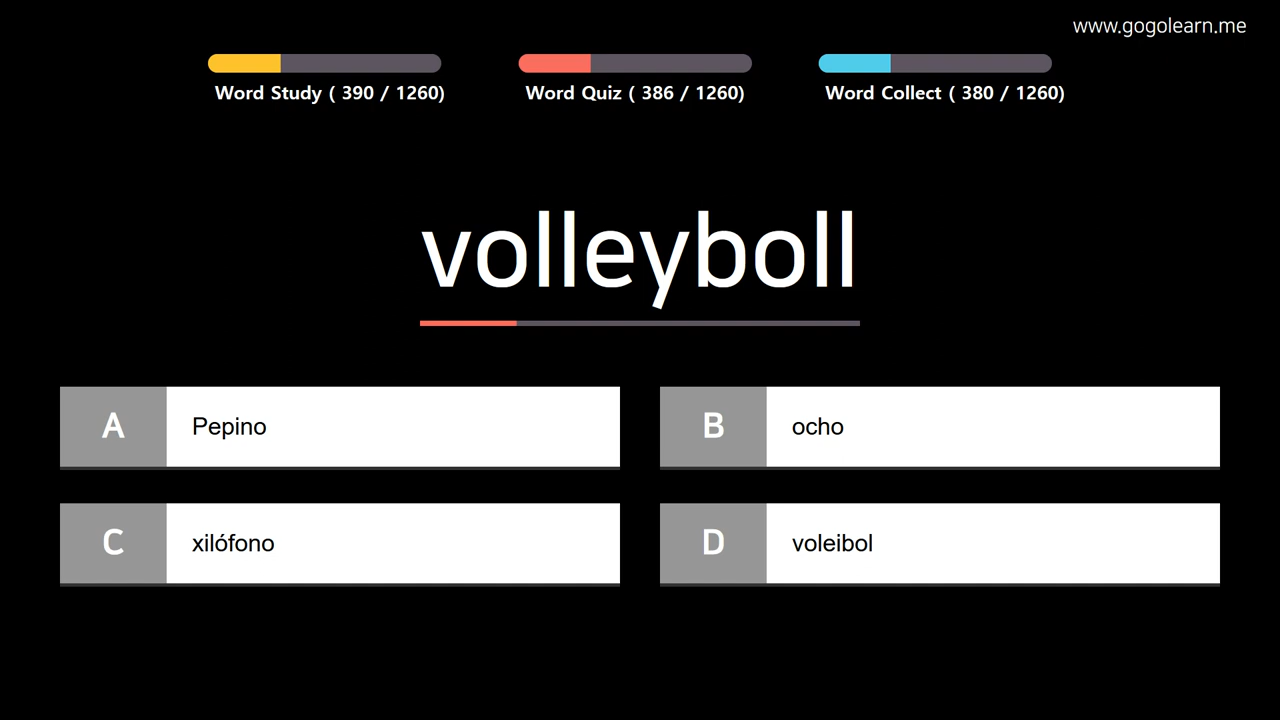 www.gogolearn.me
Word Study ( 390 / 1260)
Word Quiz ( 386 / 1260)
Word Collect ( 380 / 1260)
volleyboll
A Pepino
B ocho
C xilófono
D voleibol